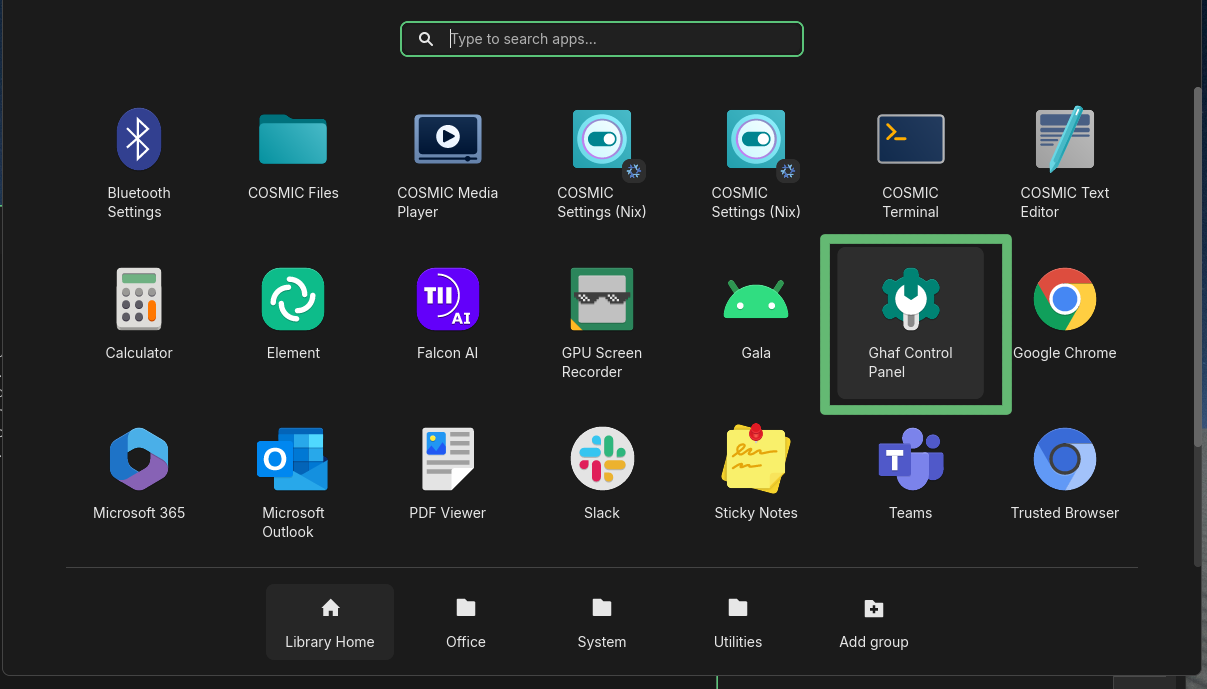 Type to search apps...
Bluetooth
Settings
COSMIC Files
COSMIC Media
Player
COSMIC
Settings (Nix)
COSMIC
Settings (Nix)
COSMIC
Terminal
COSMIC Text
Editor
TII
AI
Calculator
Element
Falcon AI
GPU Screen
Recorder
Gala
Ghaf Control
Panel
Google Chrome
O
T
Microsoft 365
Microsoft
Outlook
PDF Viewer
Slack
Sticky Notes
Teams
Trusted Browser
Library Home
Office
System
Utilities
Add group